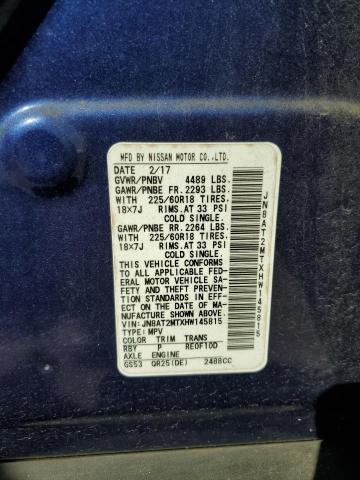 MFD BY NISSAN MOTOR CO.,LTD.
DATE 2/17
GVWR/PNBV 4489 LBS.
GAWR/PNBE FR. 2293 LBS.
WITH 225/60R18 TIRES
18X7J RIMS.AT 33 PSI
COLD SINGLE.
GAWR/PNBE RR. 2264 LBS.
WITH 225/60R18 TIRES
18X7J RIMS.AT 33 PSI
COLD SINGLE.
THIS VEHICLE CONFORMS TO
ALL APPLICABLE FED-
ERAL MOTOR VEHICLE SA-
FETY AND THEFT PREVEN-
TION STANDARDS IN EFF-
ECT ON THE DATE OF MA-
NUFACTURE SHOWN ABOVE.
VIN:JN8AT2MTXHW145815
TYPE:MPV
COLOR TRIM TRANS
RBY P RE0F10D
AXLE ENGINE
GS53 QR25(DE) 2488CC
JN8AT2MTXHW145815